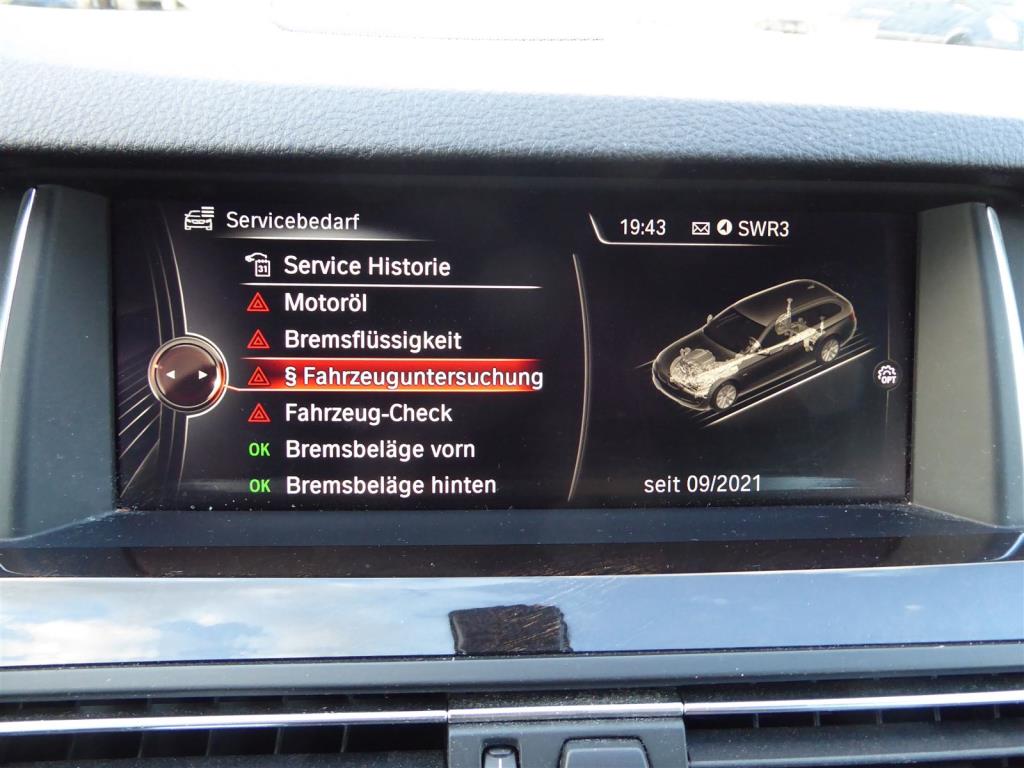 Servicebedarf
19:43 SWR3
31 Service Historie
Motoröl
Bremsflüssigkeit
§ Fahrzeuguntersuchung
Fahrzeug-Check
OK Bremsbeläge vorn
OK Bremsbeläge hinten
OPT
seit 09/2021